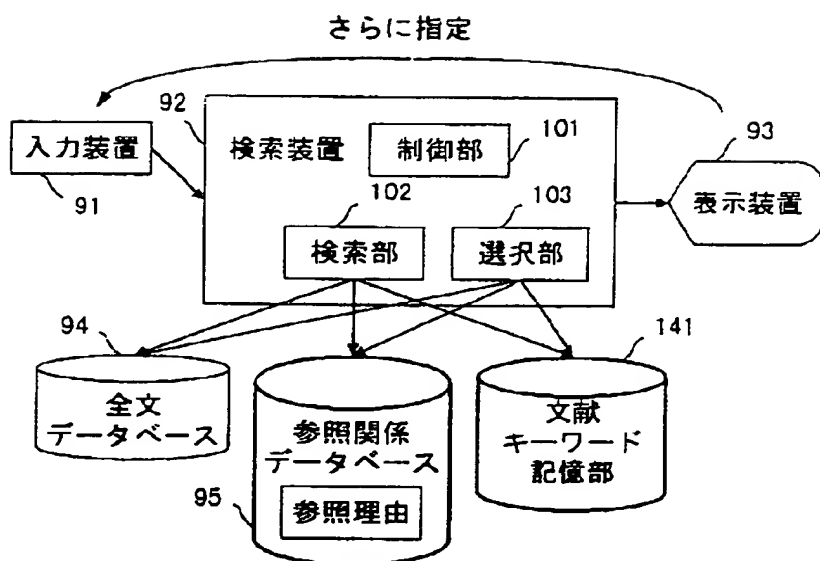 さらに指定
92
検索装置
制御部
101
93
入力装置
91
表示装置
102
103
検索部
選択部
94
141
全文
データベース
参照関係
データベース
文献
キーワード
記憶部
95
参照理由